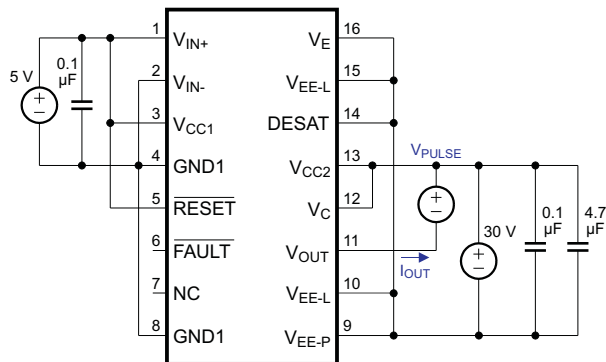 1 V_IN+ V_E 16
2 V_IN- V_EE-L 15
3 V_CC1 DESAT 14
4 GND1 V_CC2 13
5 RESET V_C 12
6 FAULT V_OUT 11
7 NC V_EE-L 10
8 GND1 V_EE-P 9
5 V
0.1
µF
V_PULSE
I_OUT
30 V
0.1
µF
4.7
µF